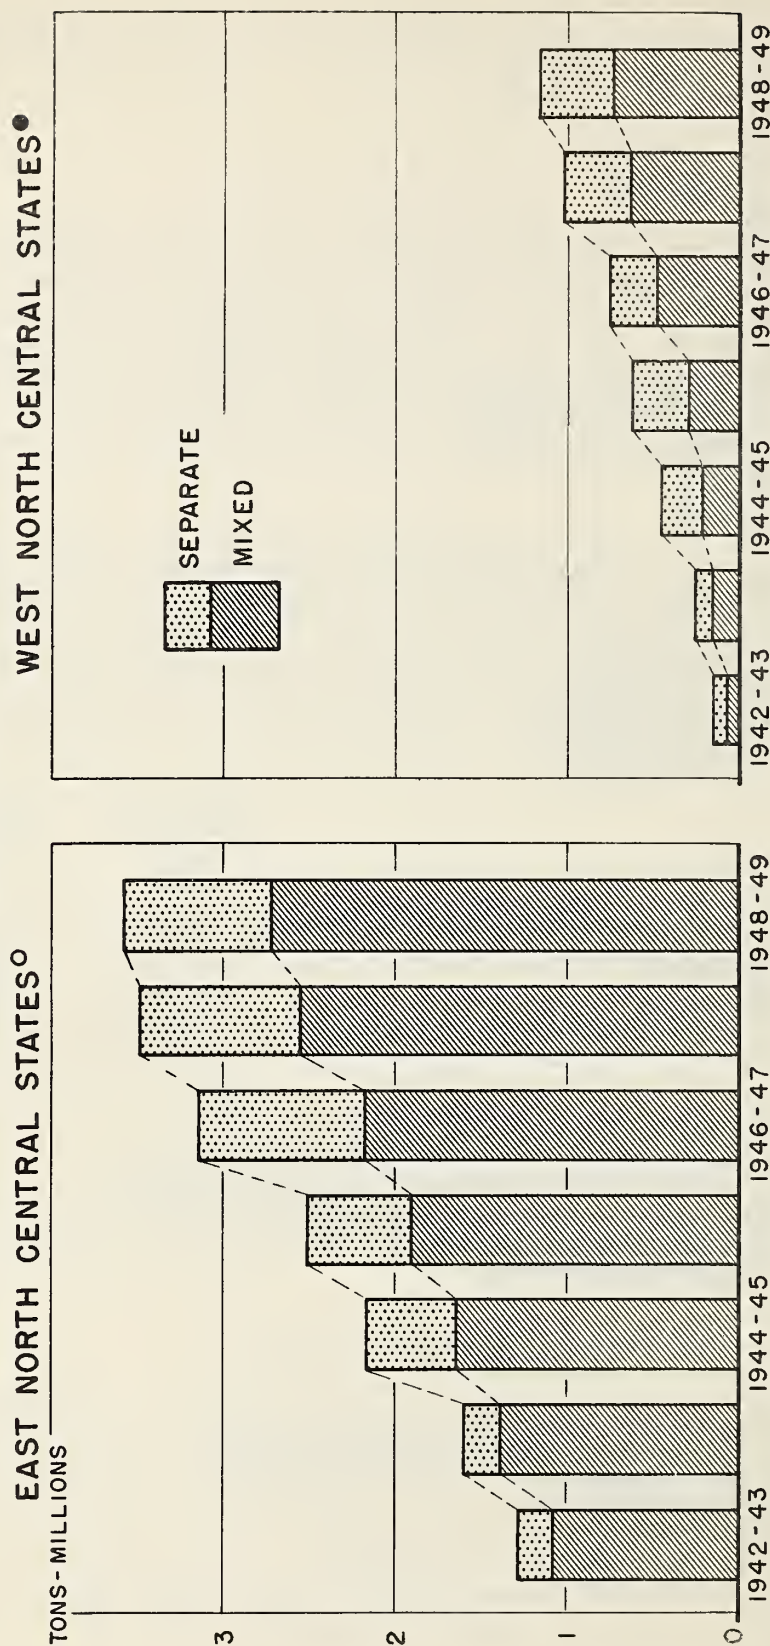 EAST NORTH CENTRAL STATES○
TONS-MILLIONS
3
2
1
0
1942-43
1944-45
1946-47
1948-49
WEST NORTH CENTRAL STATES●
SEPARATE
MIXED
1942-43
1944-45
1946-47
1948-49